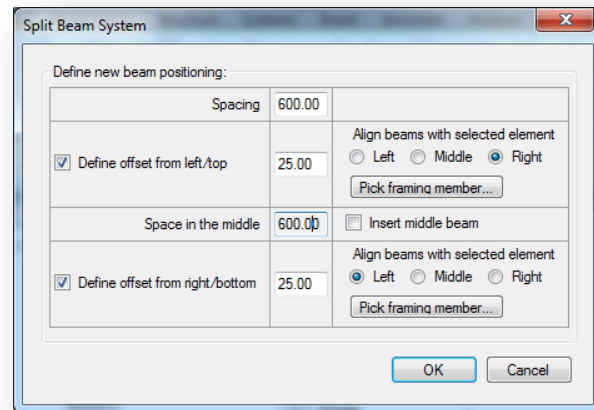 Split Beam System
Define new beam positioning:
Spacing 600.00
Align beams with selected element
Define offset from left/top 25.00 Left Middle Right
Pick framing member...
Space in the middle 600.00 Insert middle beam
Align beams with selected element
Define offset from right/bottom 25.00 Left Middle Right
Pick framing member...
OK Cancel